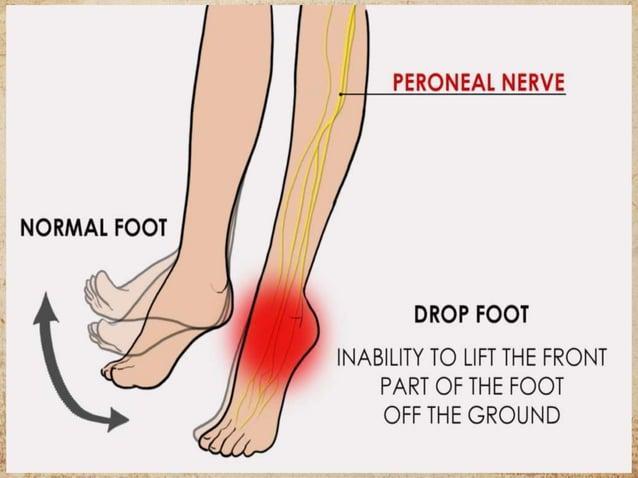 PERONEAL NERVE
NORMAL FOOT
DROP FOOT
INABILITY TO LIFT THE FRONT
PART OF THE FOOT
OFF THE GROUND